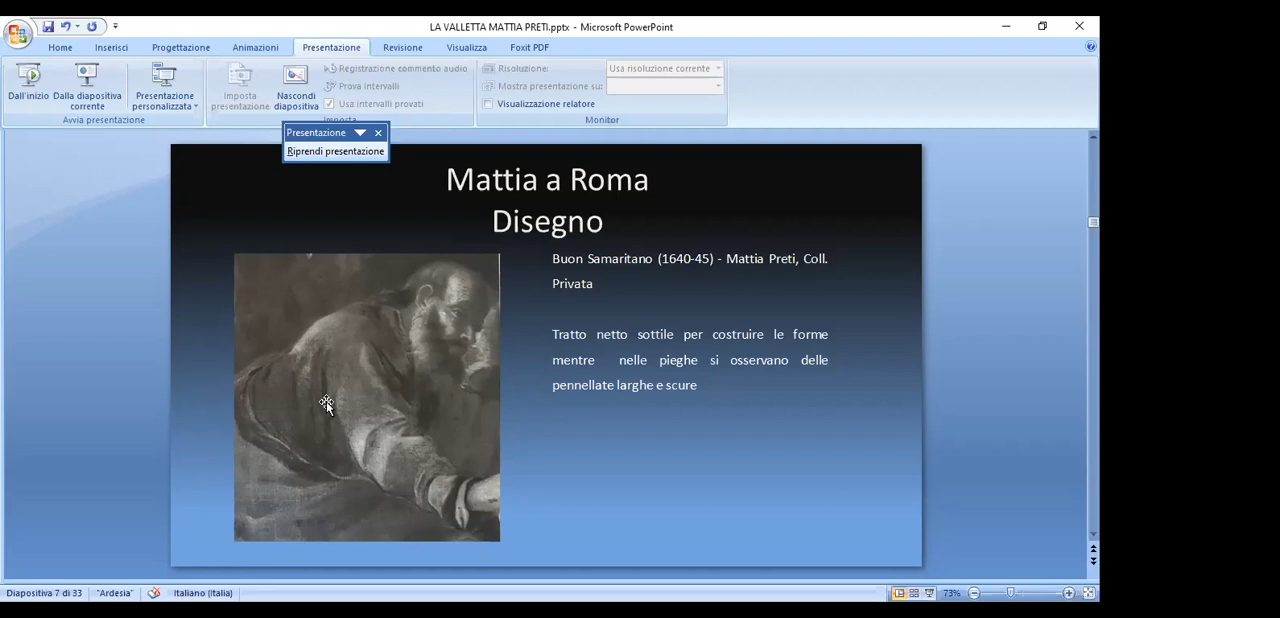 LA VALLETTA MATTIA PRETI.pptx - Microsoft PowerPoint
Home Inserisci Progettazione Animazioni Presentazione Revisione Visualizza Foxit PDF
Dall'inizio
Dalla diapositiva corrente
Presentazione personalizzata
Avvia presentazione
Imposta presentazione
Nascondi diapositiva
Registrazione commento audio
Prova intervalli
Usa intervalli provati
Imposta
Risoluzione: Usa risoluzione corrente
Mostra presentazione su:
Visualizzazione relatore
Monitor
Presentazione
Riprendi presentazione
Mattia a Roma
Disegno
Buon Samaritano (1640-45) - Mattia Preti, Coll.
Privata
Tratto netto sottile per costruire le forme
mentre nelle pieghe si osservano delle
pennellate larghe e scure
Diapositiva 7 di 33 "Ardesia" Italiano (Italia) 73%